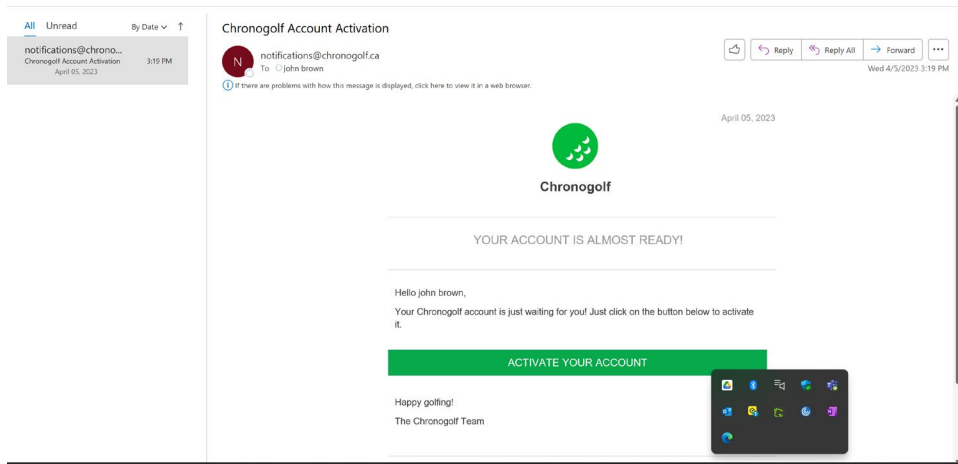 All Unread By Date
notifications@chrono...
Chronogolf Account Activation 3:19 PM
April 05, 2023
Chronogolf Account Activation
N
notifications@chronogolf.ca
To john brown
Reply Reply All Forward
Wed 4/5/2023 3:19 PM
If there are problems with how this message is displayed, click here to view it in a web browser.
April 05, 2023
Chronogolf
YOUR ACCOUNT IS ALMOST READY!
Hello john brown,
Your Chronogolf account is just waiting for you! Just click on the button below to activate
it.
ACTIVATE YOUR ACCOUNT
Happy golfing!
The Chronogolf Team